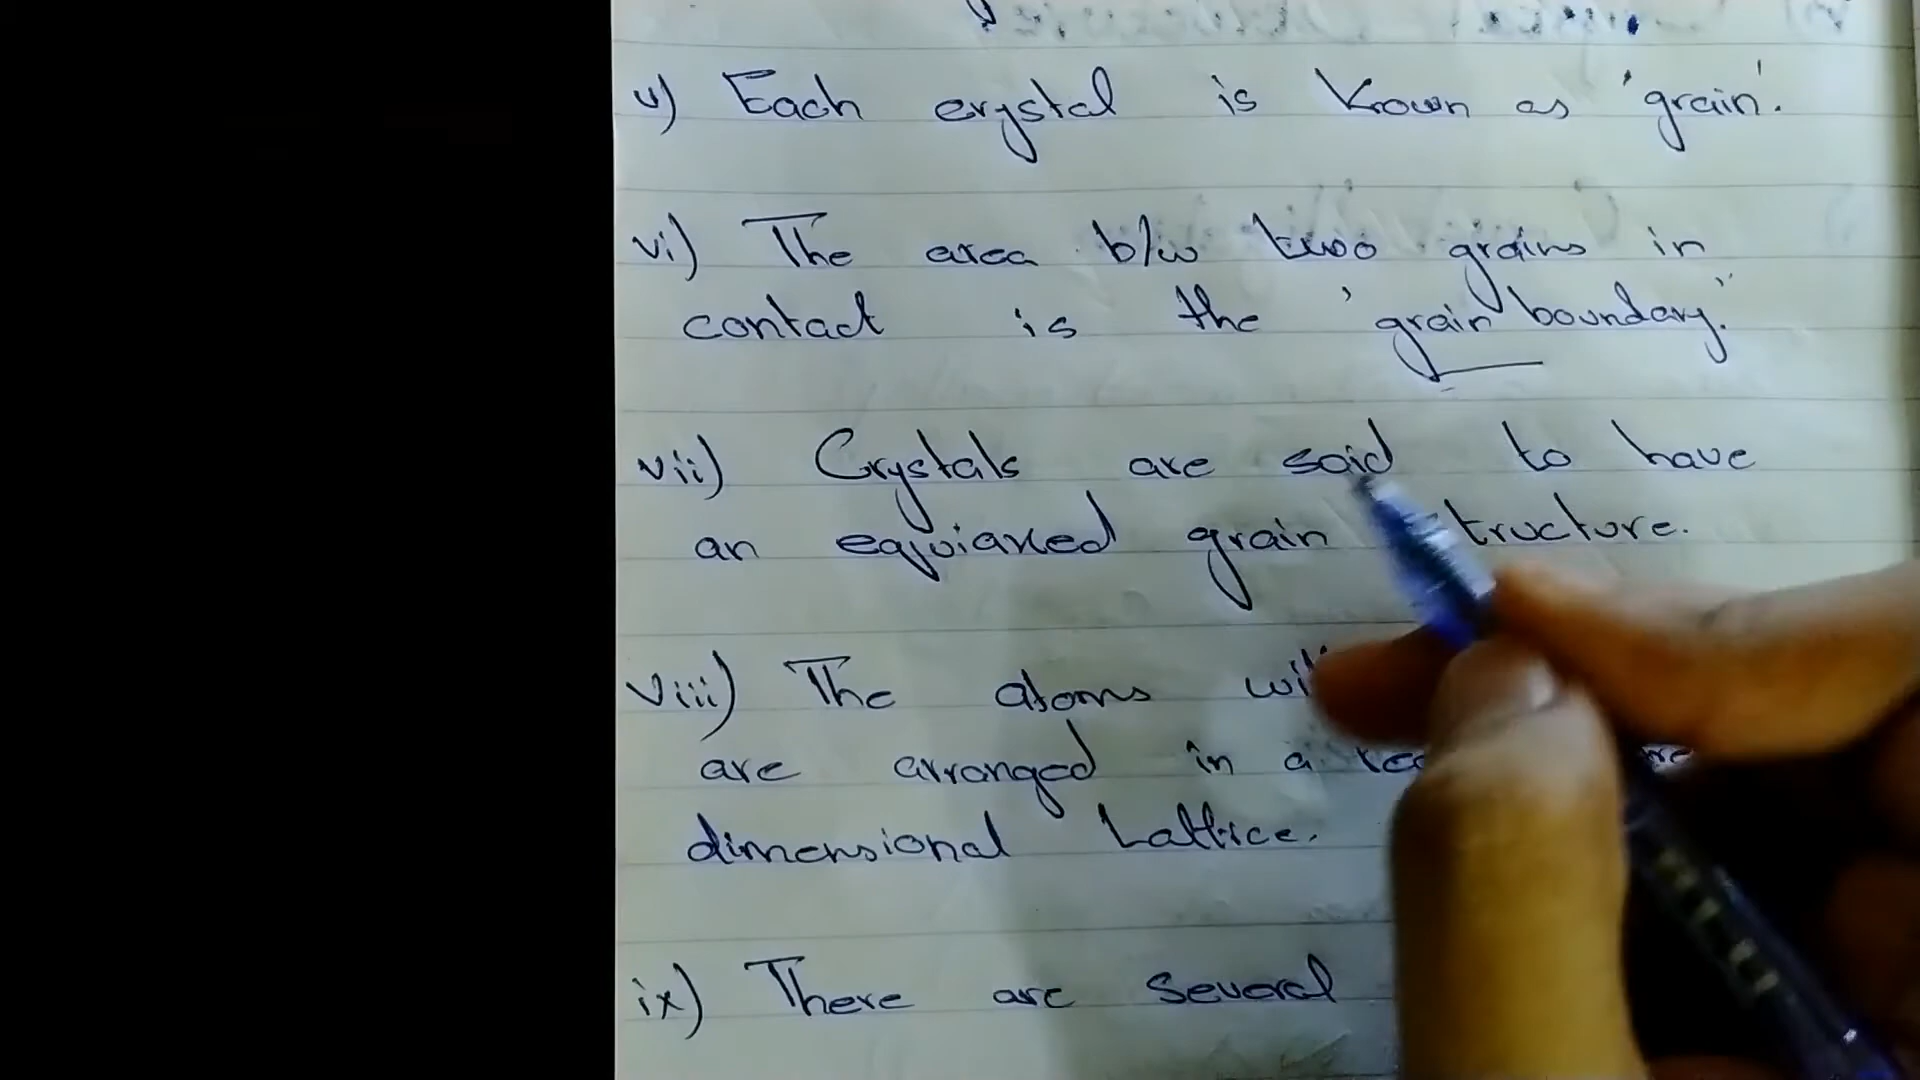 v) Each crystal is known as 'grain'.
vi) The area b/w two grains in
contact is the 'grain boundary."
vii) Crystals are said to have
an equiaxed grain structure.
viii) The atoms
are arranged in a
dimensional Lattice.
ix) There are several